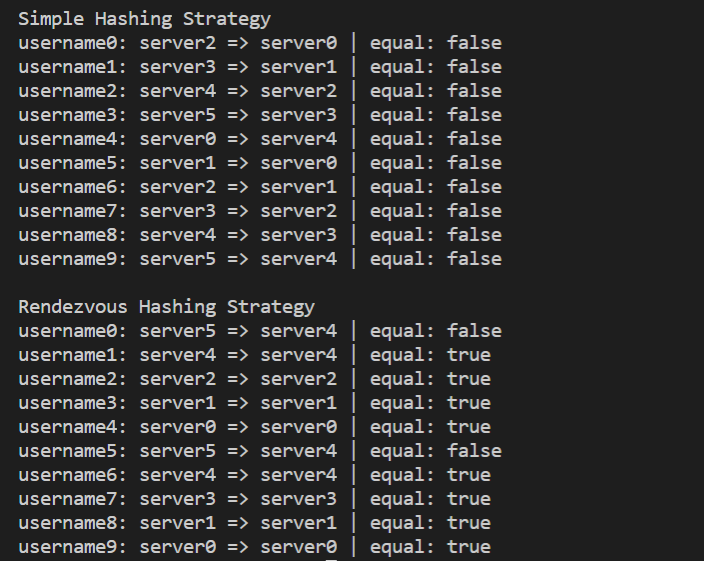 Simple Hashing Strategy
username0: server2 => server0 | equal: false
username1: server3 => server1 | equal: false
username2: server4 => server2 | equal: false
username3: server5 => server3 | equal: false
username4: server0 => server4 | equal: false
username5: server1 => server0 | equal: false
username6: server2 => server1 | equal: false
username7: server3 => server2 | equal: false
username8: server4 => server3 | equal: false
username9: server5 => server4 | equal: false

Rendezvous Hashing Strategy
username0: server5 => server4 | equal: false
username1: server4 => server4 | equal: true
username2: server2 => server2 | equal: true
username3: server1 => server1 | equal: true
username4: server0 => server0 | equal: true
username5: server5 => server4 | equal: false
username6: server4 => server4 | equal: true
username7: server3 => server3 | equal: true
username8: server1 => server1 | equal: true
username9: server0 => server0 | equal: true